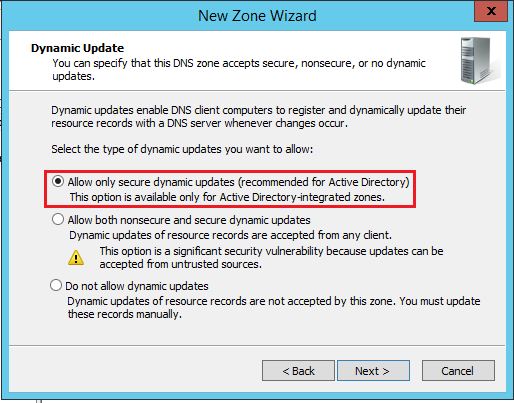 New Zone Wizard
x
Dynamic Update
You can specify that this DNS zone accepts secure, nonsecure, or no dynamic
updates.
Dynamic updates enable DNS client computers to register and dynamically update their
resource records with a DNS server whenever changes occur.
Select the type of dynamic updates you want to allow:
Allow only secure dynamic updates (recommended for Active Directory)
This option is available only for Active Directory-integrated zones.
Allow both nonsecure and secure dynamic updates
Dynamic updates of resource records are accepted from any client.
This option is a significant security vulnerability because updates can be
accepted from untrusted sources.
Do not allow dynamic updates
Dynamic updates of resource records are not accepted by this zone. You must update
these records manually.
< Back Next > Cancel